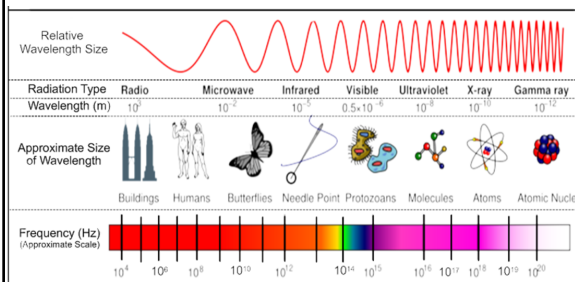 Relative
Wavelength Size
Radiation Type Radio Microwave Infrared Visible Ultraviolet X-ray Gamma ray
Wavelength (m) 10³ 10⁻² 10⁻⁵ 0.5×10⁻⁶ 10⁻⁸ 10⁻¹⁰ 10⁻¹²
Approximate Size
of Wavelength
Buildings Humans Butterflies Needle Point Protozoans Molecules Atoms Atomic Nucle
Frequency (Hz)
(Approximate Scale)
10⁴ 10⁶ 10⁸ 10¹⁰ 10¹² 10¹⁴ 10¹⁵ 10¹⁶ 10¹⁷ 10¹⁸ 10¹⁹ 10²⁰